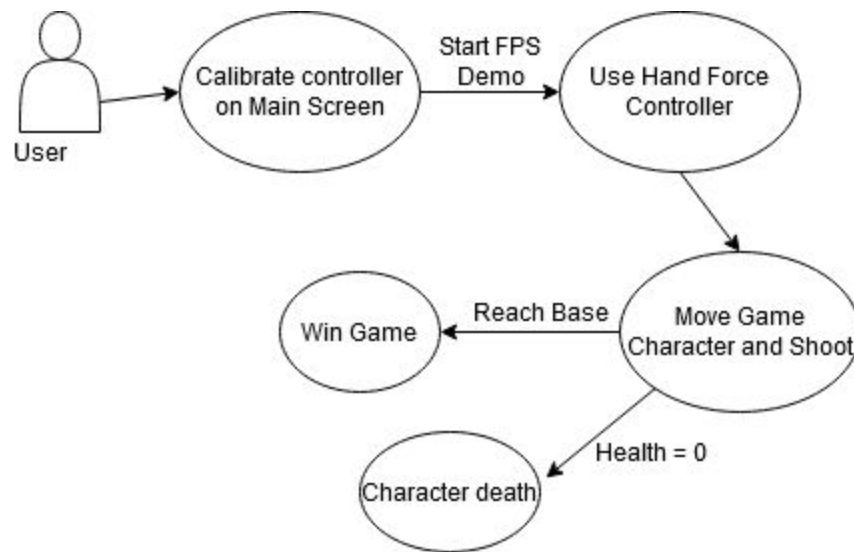 User
Calibrate controller
on Main Screen
Start FPS
Demo
Use Hand Force
Controller
Move Game
Character and Shoot
Reach Base
Win Game
Health = 0
Character death